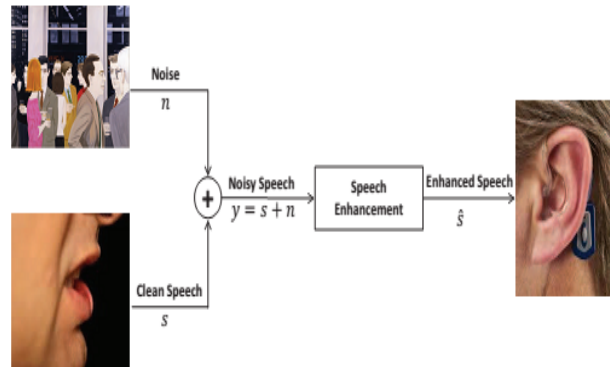 Noise
n
+
Noisy Speech
y = s + n
Speech
Enhancement
Enhanced Speech
ŝ
Clean Speech
s